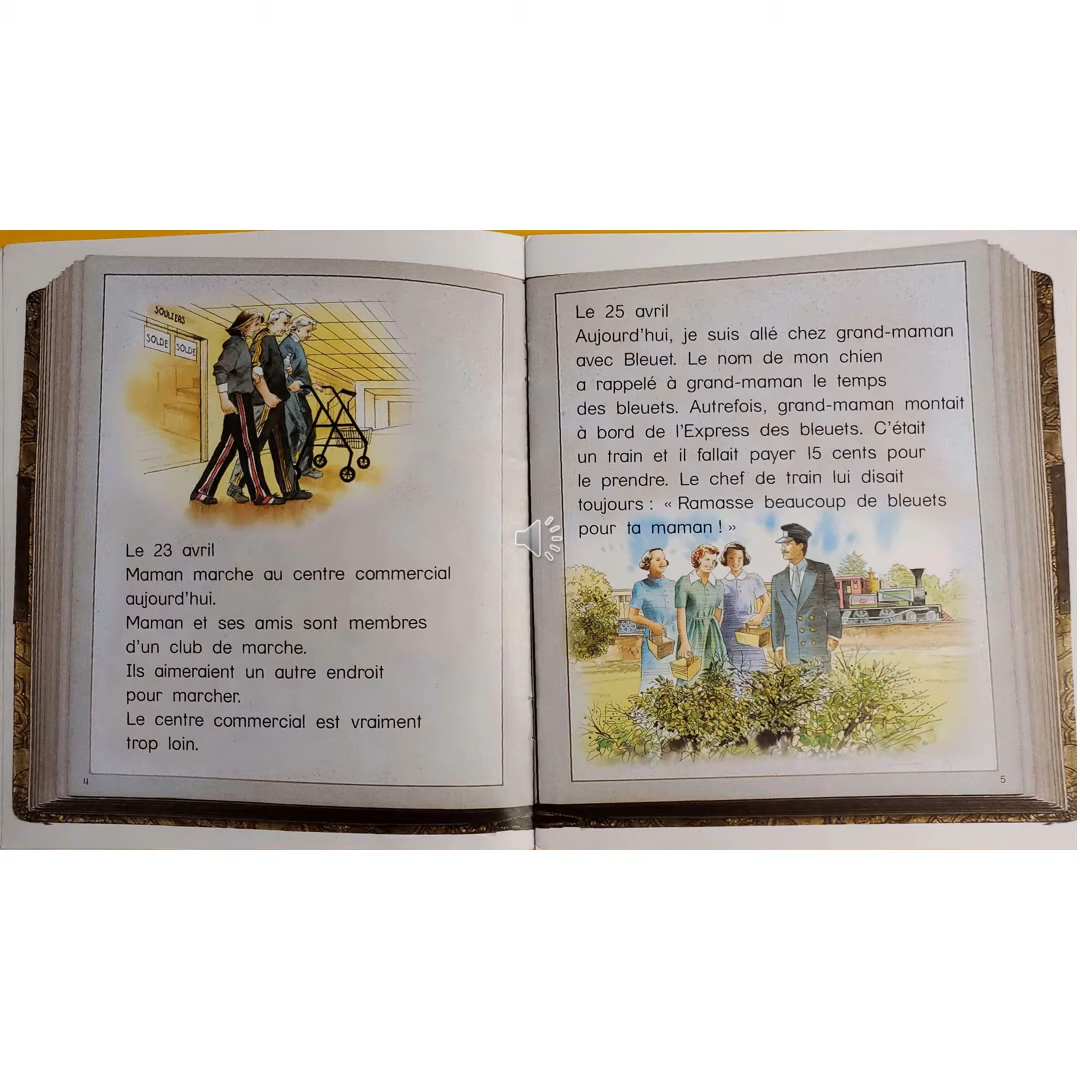 SOULIERS
SOLDE
SOLDE
Le 23 avril
Maman marche au centre commercial
aujourd'hui.
Maman et ses amis sont membres
d'un club de marche.
Ils aimeraient un autre endroit
pour marcher.
Le centre commercial est vraiment
trop loin.
4
Le 25 avril
Aujourd'hui, je suis allé chez grand-maman
avec Bleuet. Le nom de mon chien
a rappelé à grand-maman le temps
des bleuets. Autrefois, grand-maman montait
à bord de l'Express des bleuets. C'était
un train et il fallait payer 15 cents pour
le prendre. Le chef de train lui disait
toujours : « Ramasse beaucoup de bleuets
pour ta maman ! »
5